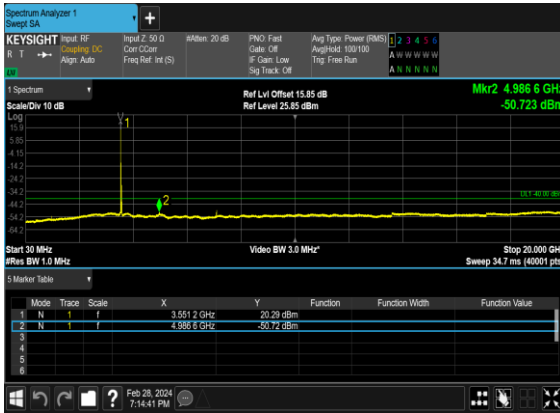 Spectrum Analyzer 1
Swept SA
+
KEYSIGHT
R T
Input: RF
Coupling: DC
Align: Auto
Input Z: 50 Ω
Corr CCorr
Freq Ref: Int (S)
#Atten: 20 dB
PNO: Fast
Gate: Off
IF Gain: Low
Sig Track: Off
Avg Type: Power (RMS)
Avg|Hold: 100/100
Trig: Free Run
1 2 3 4 5 6
A W W W W W
A N N N N N
1 Spectrum
Scale/Div 10 dB
Ref Lvl Offset 15.85 dB
Ref Level 25.85 dBm
Mkr2 4.986 6 GHz
-50.723 dBm
Log
15.9
5.85
-4.15
-14.2
-24.2
-34.2
-44.2
-54.2
-64.2
1
2
DL1 -40.00 dBm
Start 30 MHz
#Res BW 1.0 MHz
Video BW 3.0 MHz*
Stop 20.000 GH
Sweep 34.7 ms (40001 pts
5 Marker Table
Mode Trace Scale X Y Function Function Width Function Value
1 N 1 f 3.551 2 GHz 20.29 dBm
2 N 1 f 4.986 6 GHz -50.72 dBm
3
4
5
6
?
Feb 28, 2024
7:14:41 PM